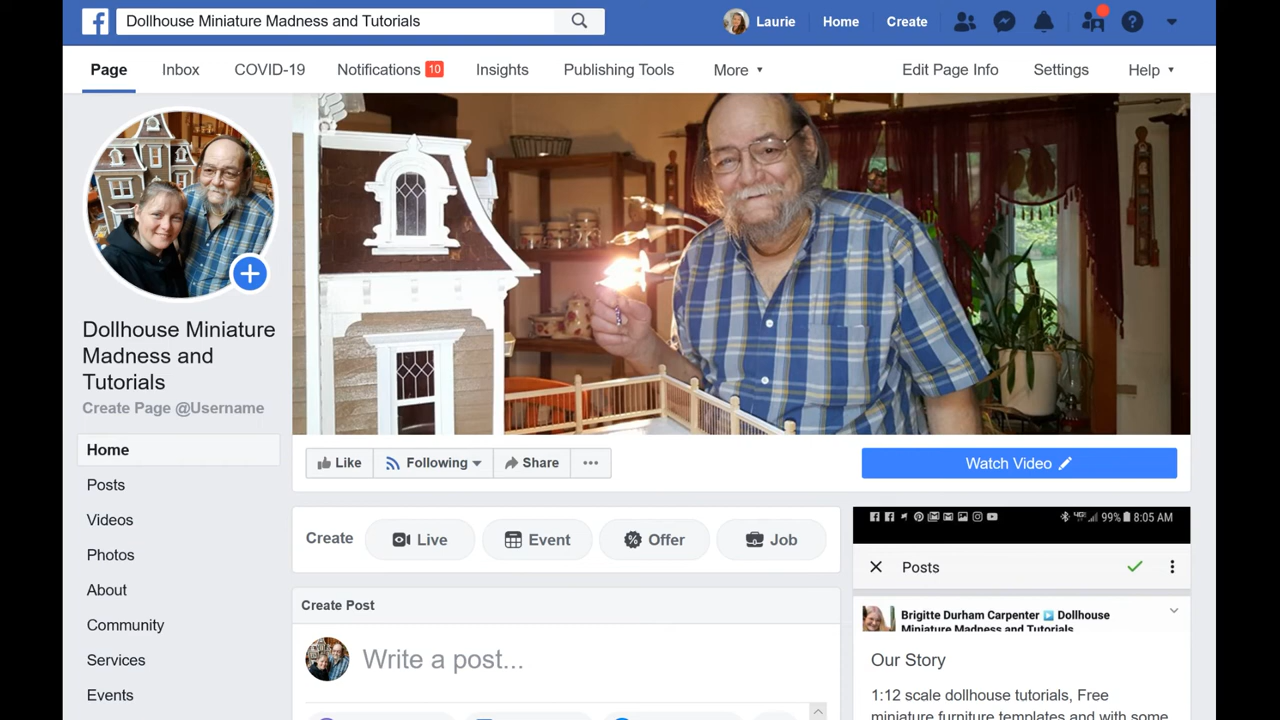 Dollhouse Miniature Madness and Tutorials
Laurie Home Create
Page Inbox COVID-19 Notifications 10 Insights Publishing Tools More Edit Page Info Settings Help
Dollhouse Miniature
Madness and
Tutorials
Create Page @Username
Home
Posts
Videos
Photos
About
Community
Services
Events
Like Following Share
Watch Video
Create Live Event Offer Job
Create Post
Write a post...
99% 8:05 AM
Posts
Brigitte Durham Carpenter Dollhouse
Miniature Madness and Tutorials
Our Story
1:12 scale dollhouse tutorials, Free
miniature furniture templates and with some